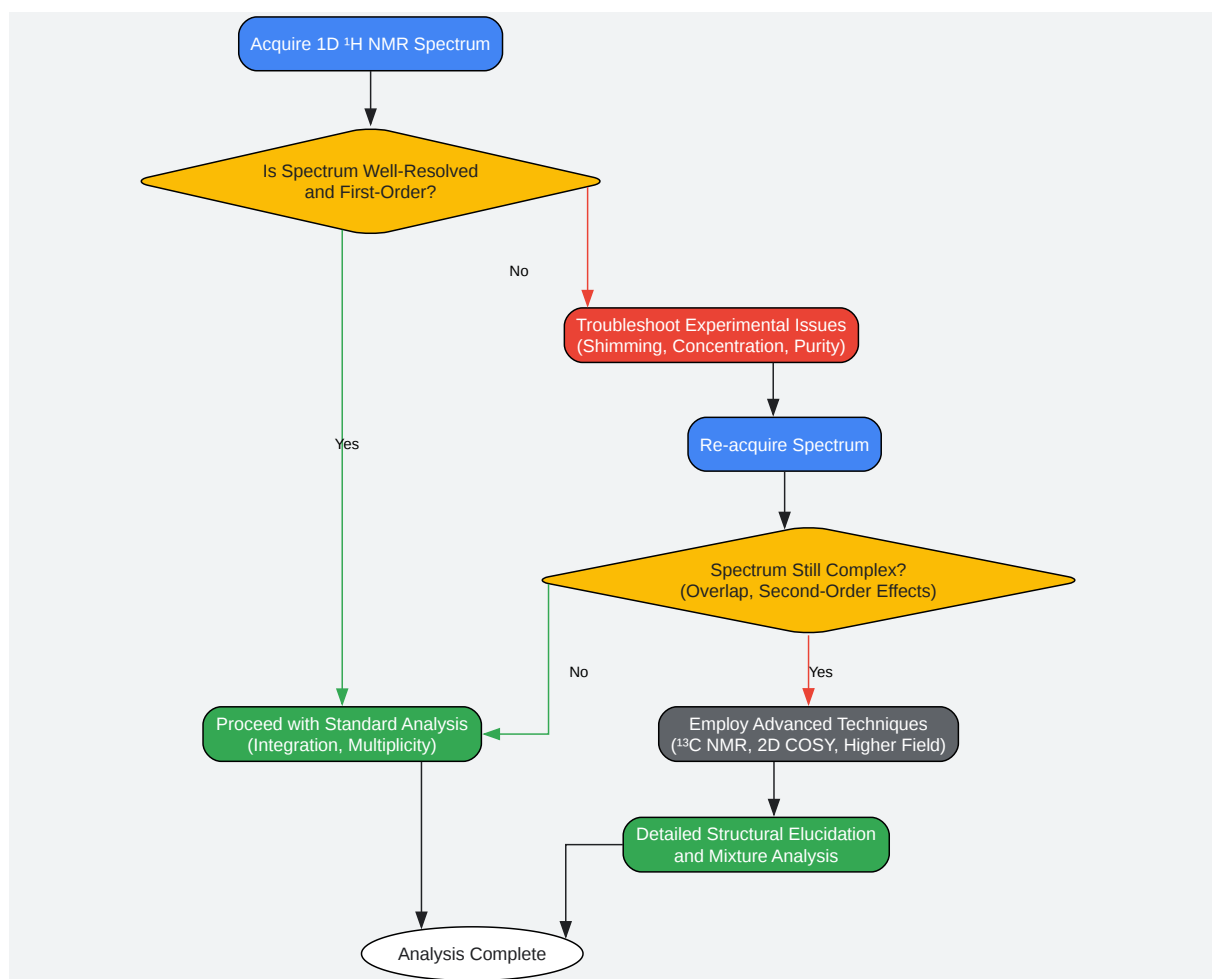 Acquire 1D ¹H NMR Spectrum
Is Spectrum Well-Resolved
and First-Order?
No
Troubleshoot Experimental Issues
(Shimming, Concentration, Purity)
Yes
Re-acquire Spectrum
Spectrum Still Complex?
(Overlap, Second-Order Effects)
No
Yes
Proceed with Standard Analysis
(Integration, Multiplicity)
Employ Advanced Techniques
(¹³C NMR, 2D COSY, Higher Field)
Detailed Structural Elucidation
and Mixture Analysis
Analysis Complete